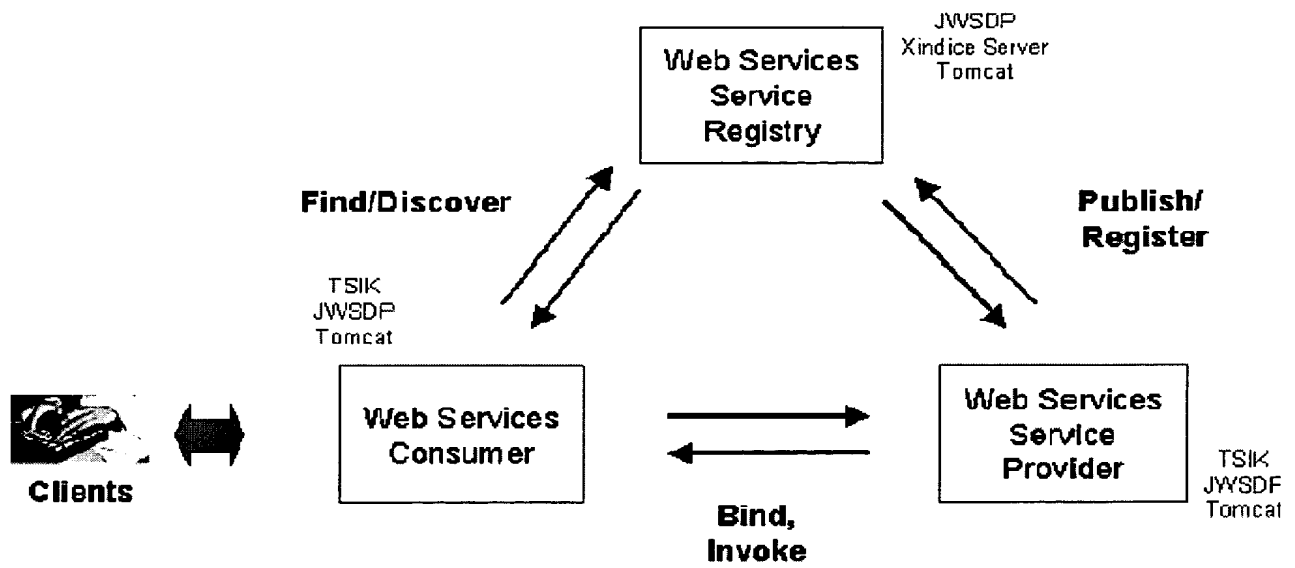 JWSDP
Xindice Server
Tomcat
Web Services
Service
Registry
Find/Discover
Publish/
Register
TSIK
JWSDP
Tomcat
Web Services
Consumer
Web Services
Service
Provider
TSIK
JWSDF
Tomcat
Clients
Bind,
Invoke